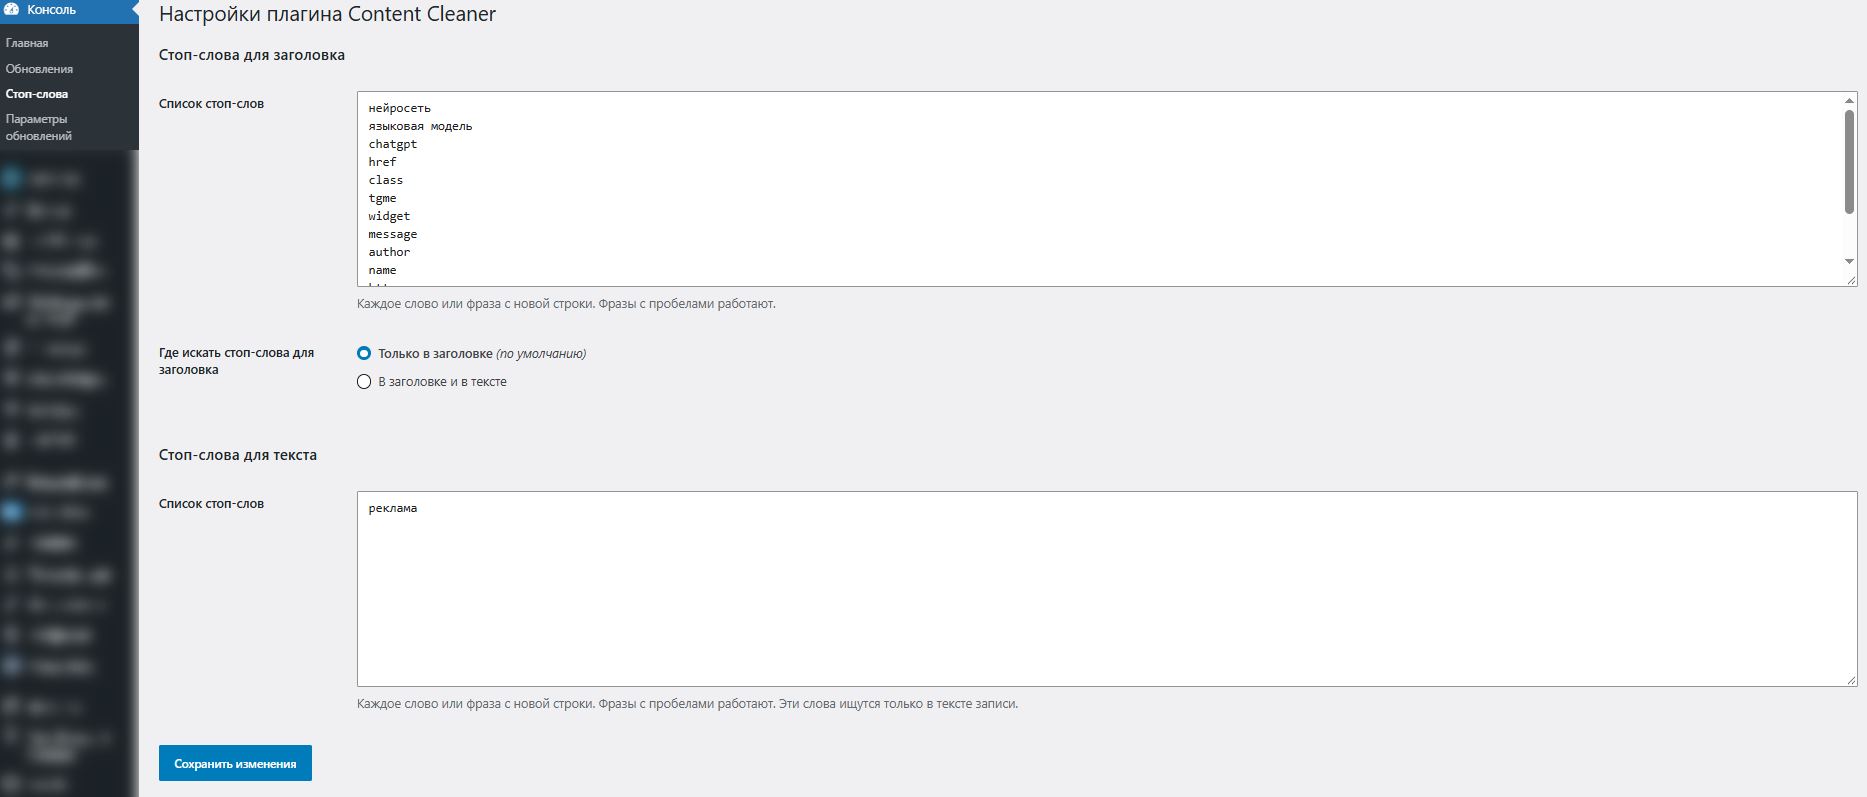 Консоль
Настройки плагина Content Cleaner
Главная
Обновления
Стоп-слова
Параметры
обновлений
Стоп-слова для заголовка
Список стоп-слов
нейросеть
языковая модель
chatgpt
href
class
tgme
widget
message
author
name
Каждое слово или фраза с новой строки. Фразы с пробелами работают.
Где искать стоп-слова для
заголовка
Только в заголовке (по умолчанию)
В заголовке и в тексте
Стоп-слова для текста
Список стоп-слов
реклама
Каждое слово или фраза с новой строки. Фразы с пробелами работают. Эти слова ищутся только в тексте записи.
Сохранить изменения